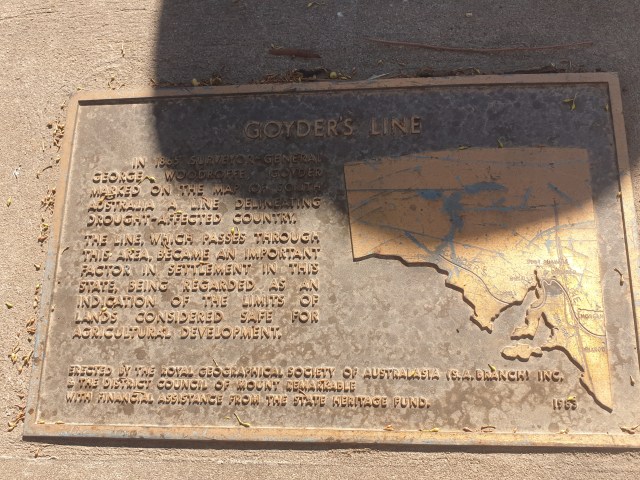 GOYDER'S LINE
IN 1865 SURVEYOR-GENERAL
GEORGE WOODROFFE GOYDER
MARKED ON THE MAP OF SOUTH
AUSTRALIA A LINE DELINEATING
DROUGHT-AFFECTED COUNTRY.
THE LINE, WHICH PASSES THROUGH
THIS AREA, BECAME AN IMPORTANT
FACTOR IN SETTLEMENT IN THIS
STATE, BEING REGARDED AS AN
INDICATION OF THE LIMITS OF
LANDS CONSIDERED SAFE FOR
AGRICULTURAL DEVELOPMENT.
ERECTED BY THE ROYAL GEOGRAPHICAL SOCIETY OF AUSTRALASIA (S.A. BRANCH) INC.
& THE DISTRICT COUNCIL OF MOUNT REMARKABLE
WITH FINANCIAL ASSISTANCE FROM THE STATE HERITAGE FUND.